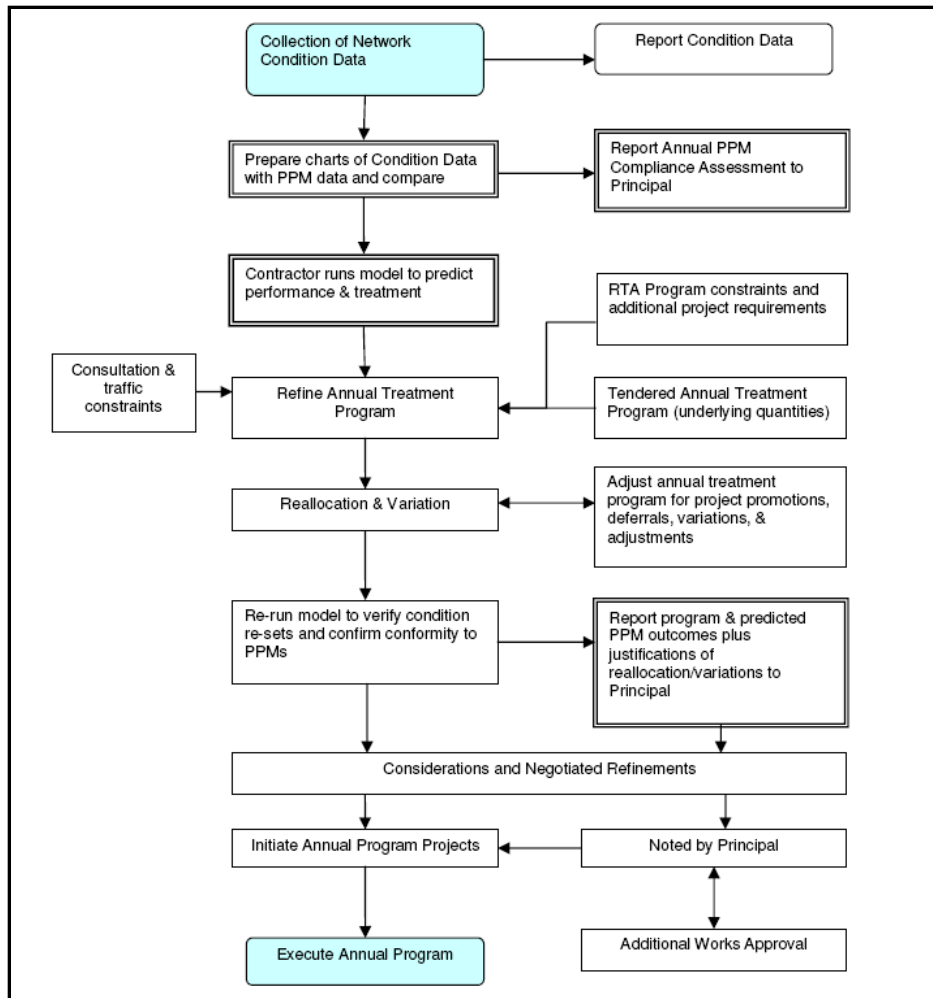 Collection of Network
Condition Data
Report Condition Data
Prepare charts of Condition Data
with PPM data and compare
Report Annual PPM
Compliance Assessment to
Principal
Contractor runs model to predict
performance & treatment
RTA Program constraints and
additional project requirements
Consultation &
traffic
constraints
Refine Annual Treatment
Program
Tendered Annual Treatment
Program (underlying quantities)
Reallocation & Variation
Adjust annual treatment
program for project promotions,
deferrals, variations, &
adjustments
Re-run model to verify condition
re-sets and confirm conformity to
PPMs
Report program & predicted
PPM outcomes plus
justifications of
reallocation/variations to
Principal
Considerations and Negotiated Refinements
Initiate Annual Program Projects
Noted by Principal
Execute Annual Program
Additional Works Approval